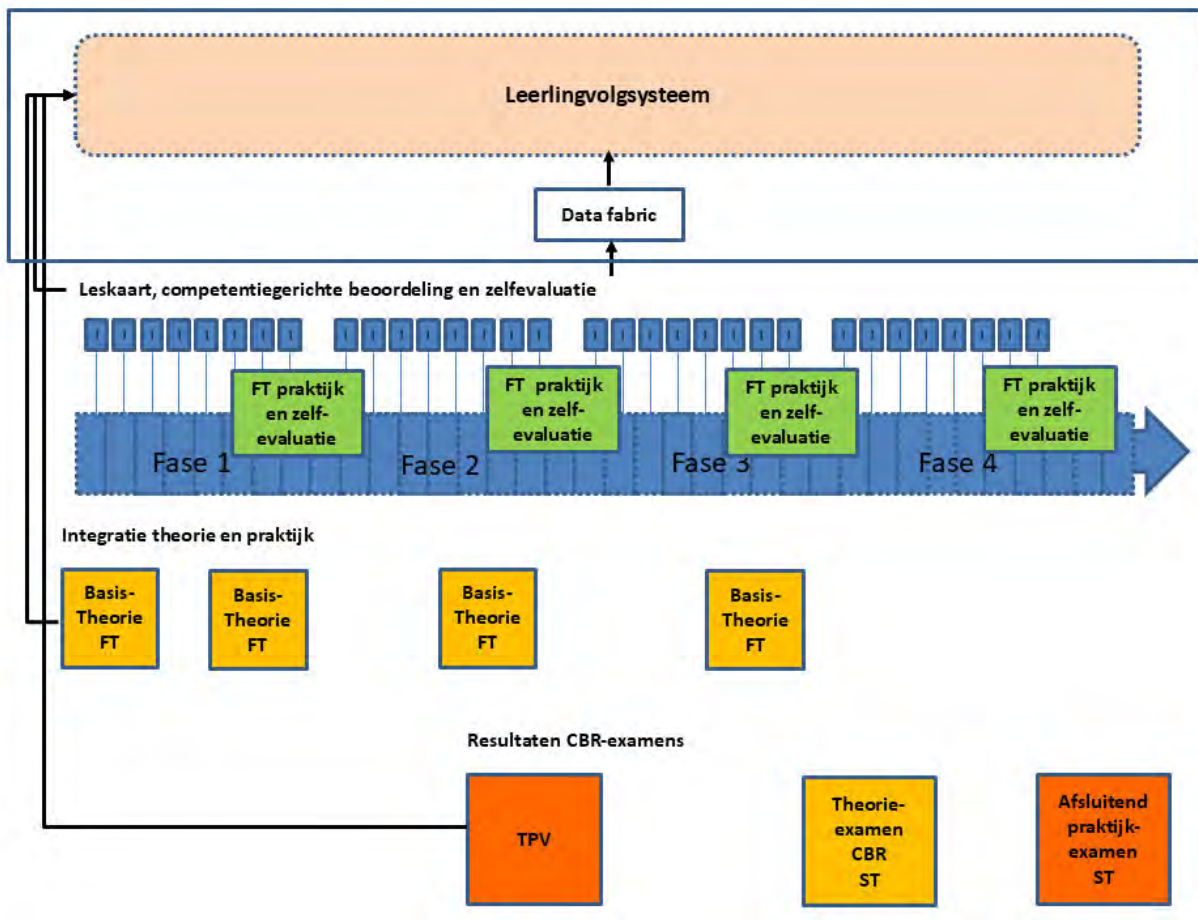 Leerlingvolgsysteem
Data fabric
Leskaart, competentiegerichte beoordeling en zelfevaluatie
FT praktijk
en zelf-
evaluatie
FT praktijk
en zelf-
evaluatie
FT praktijk
en zelf-
evaluatie
FT praktijk
en zelf-
evaluatie
Fase 1
Fase 2
Fase 3
Fase 4
Integratie theorie en praktijk
Basis-
Theorie
FT
Basis-
Theorie
FT
Basis-
Theorie
FT
Basis-
Theorie
FT
Resultaten CBR-examens
TPV
Theorie-
examen
CBR
ST
Afsluitend
praktijk-
examen
ST